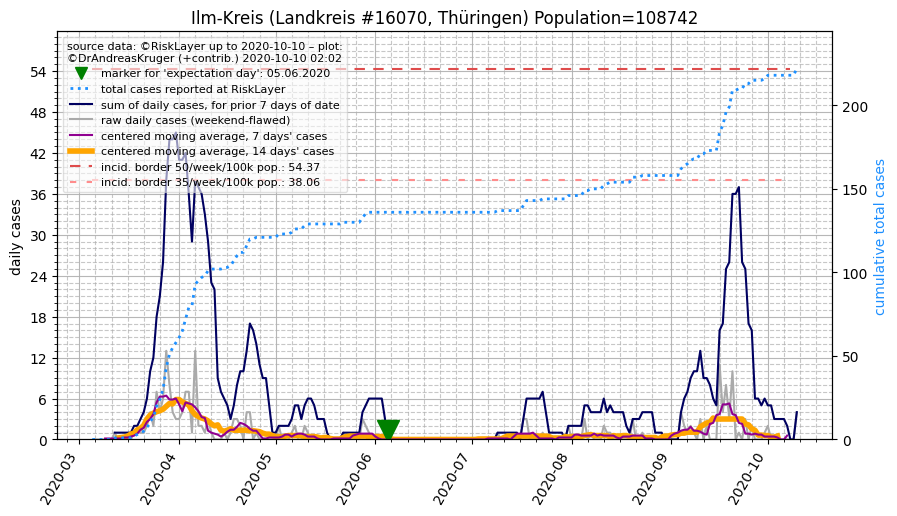 Ilm-Kreis (Landkreis #16070, Thüringen) Population=108742
source data: ©RiskLayer up to 2020-10-10 – plot:
©DrAndreasKruger (+contrib.) 2020-10-10 02:02
marker for 'expectation day': 05.06.2020
total cases reported at RiskLayer
sum of daily cases, for prior 7 days of date
raw daily cases (weekend-flawed)
centered moving average, 7 days' cases
centered moving average, 14 days' cases
incid. border 50/week/100k pop.: 54.37
incid. border 35/week/100k pop.: 38.06
daily cases
54
48
42
36
30
24
18
12
6
0
cumulative total cases
200
150
100
50
0
2020-03
2020-04
2020-05
2020-06
2020-07
2020-08
2020-09
2020-10